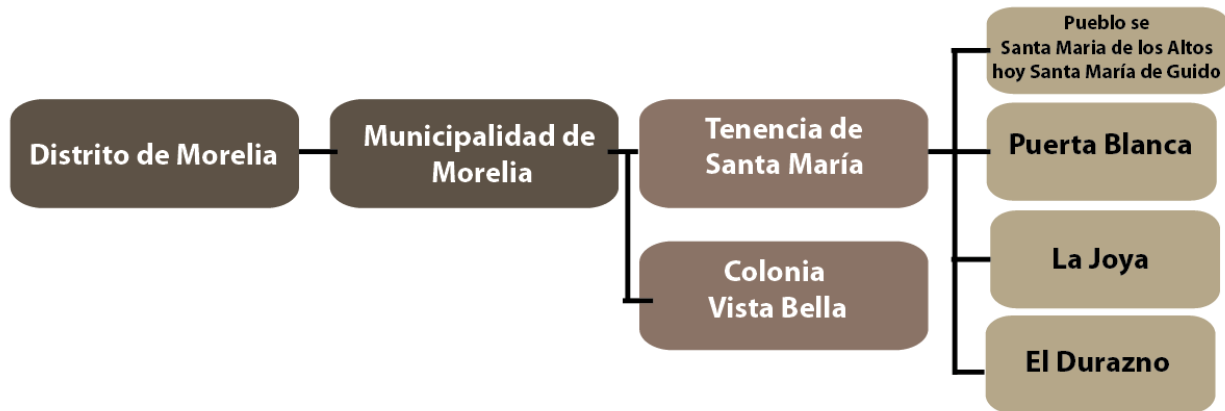 Distrito de Morelia
Municipalidad de
Morelia
Tenencia de
Santa María
Colonia
Vista Bella
Pueblo se
Santa Maria de los Altos
hoy Santa María de Guido
Puerta Blanca
La Joya
El Durazno